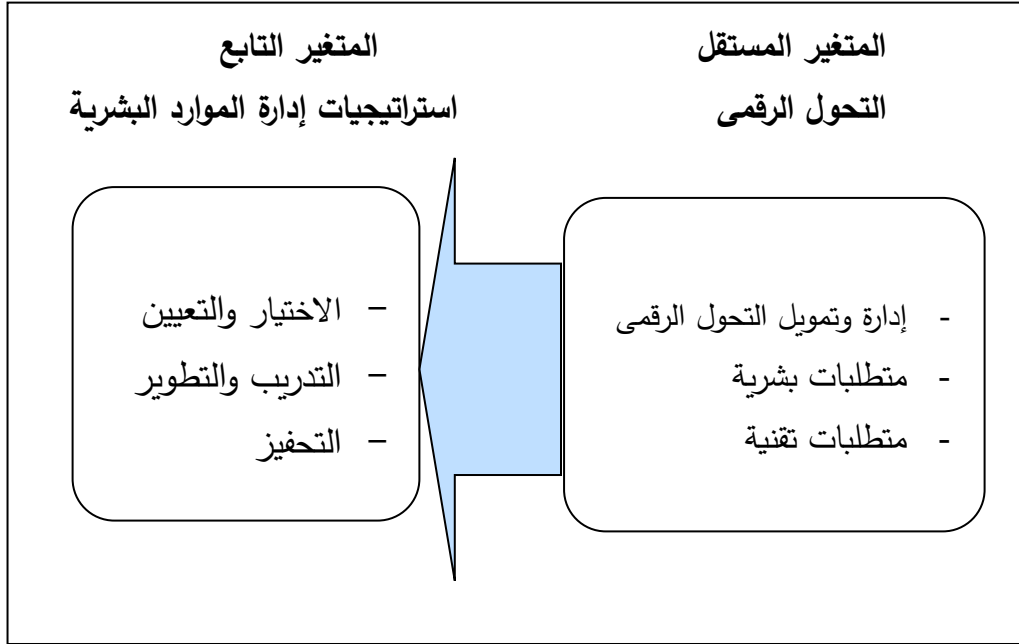 المتغير المستقل
التحول الرقمى
المتغير التابع
استراتيجيات إدارة الموارد البشرية
- إدارة وتمويل التحول الرقمى
- متطلبات بشرية
- متطلبات تقنية
– الاختيار والتعيين
– التدريب والتطوير
– التحفيز